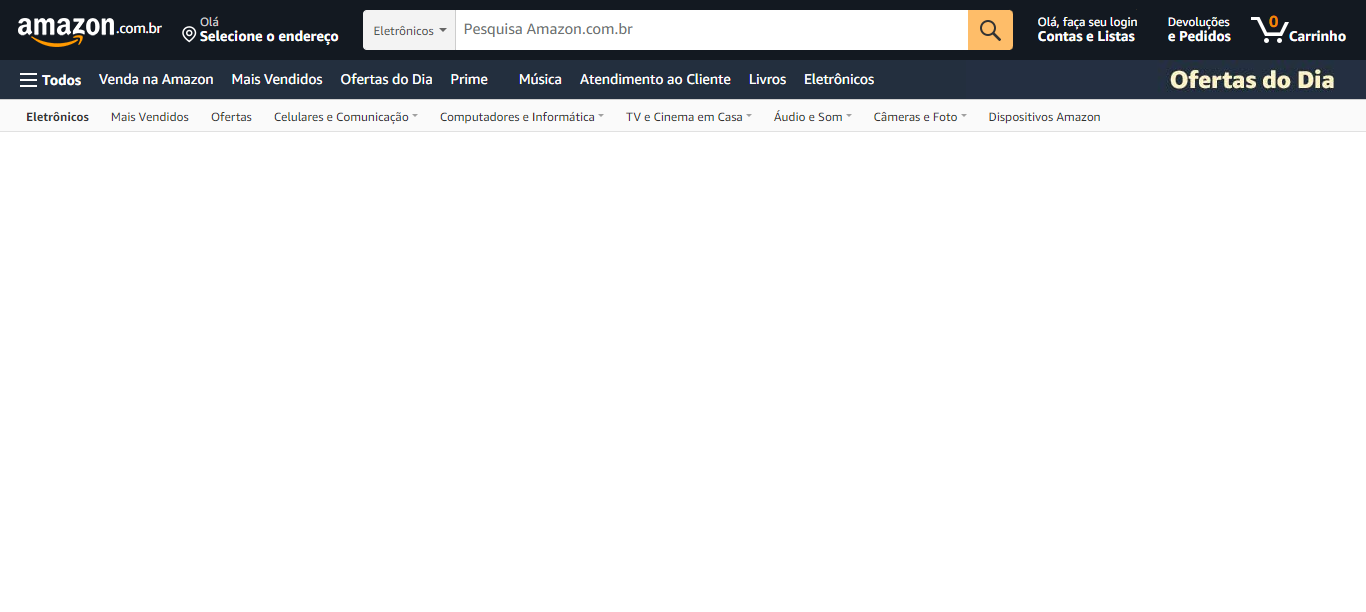 amazon.com.br
Olá
Selecione o endereço
Eletrônicos
Pesquisa Amazon.com.br
Olá, faça seu login
Contas e Listas
Devoluções
e Pedidos
0
Carrinho
Todos Venda na Amazon Mais Vendidos Ofertas do Dia Prime Música Atendimento ao Cliente Livros Eletrônicos Ofertas do Dia
Eletrônicos Mais Vendidos Ofertas Celulares e Comunicação Computadores e Informática TV e Cinema em Casa Áudio e Som Câmeras e Foto Dispositivos Amazon